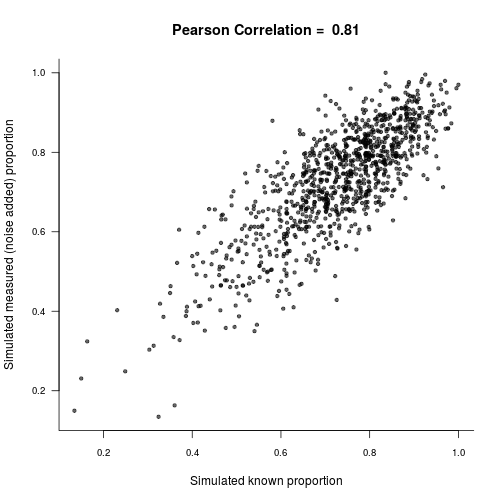 Pearson Correlation = 0.81
Simulated measured (noise added) proportion
1.0
0.8
0.6
0.4
0.2
0.2 0.4 0.6 0.8 1.0
Simulated known proportion